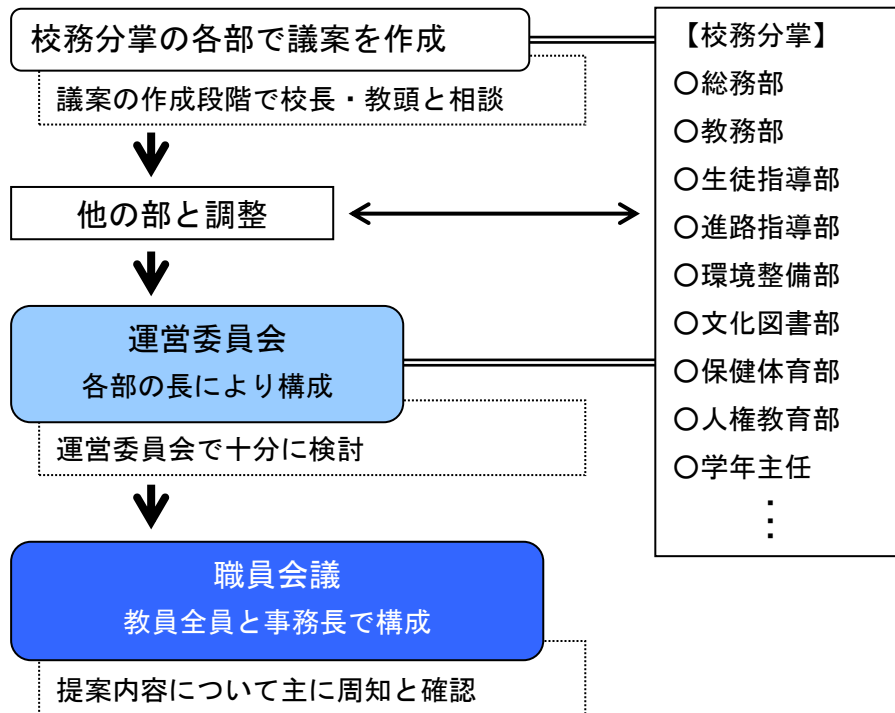 校務分掌の各部で議案を作成
議案の作成段階で校長・教頭と相談
他の部と調整
運営委員会
各部の長により構成
運営委員会で十分に検討
職員会議
教員全員と事務長で構成
提案内容について主に周知と確認
【校務分掌】
○総務部
○教務部
○生徒指導部
○進路指導部
○環境整備部
○文化図書部
○保健体育部
○人権教育部
○学年主任
⋮